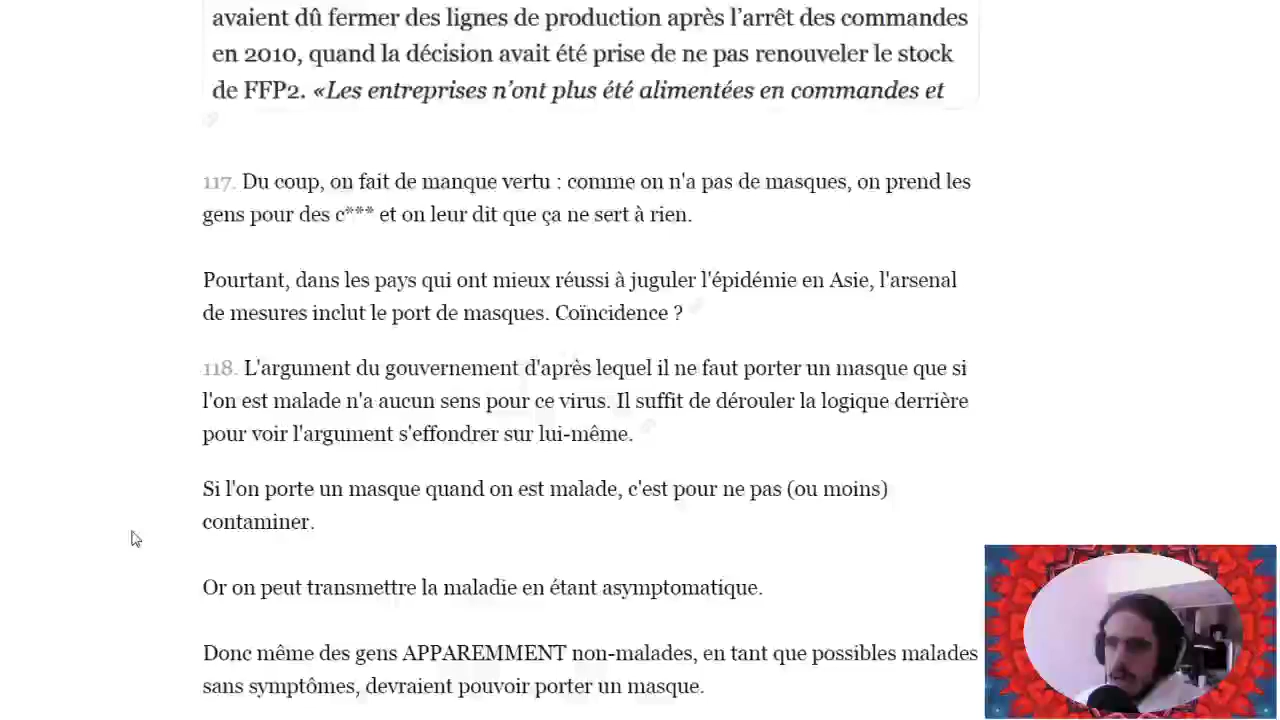 avaient dû fermer des lignes de production après l’arrêt des commandes
en 2010, quand la décision avait été prise de ne pas renouveler le stock
de FFP2. «Les entreprises n’ont plus été alimentées en commandes et
117. Du coup, on fait de manque vertu : comme on n'a pas de masques, on prend les
gens pour des c*** et on leur dit que ça ne sert à rien.
Pourtant, dans les pays qui ont mieux réussi à juguler l'épidémie en Asie, l'arsenal
de mesures inclut le port de masques. Coïncidence ?
118. L'argument du gouvernement d'après lequel il ne faut porter un masque que si
l'on est malade n'a aucun sens pour ce virus. Il suffit de dérouler la logique derrière
pour voir l'argument s'effondrer sur lui-même.
Si l'on porte un masque quand on est malade, c'est pour ne pas (ou moins)
contaminer.
Or on peut transmettre la maladie en étant asymptomatique.
Donc même des gens APPAREMMENT non-malades, en tant que possibles malades
sans symptômes, devraient pouvoir porter un masque.